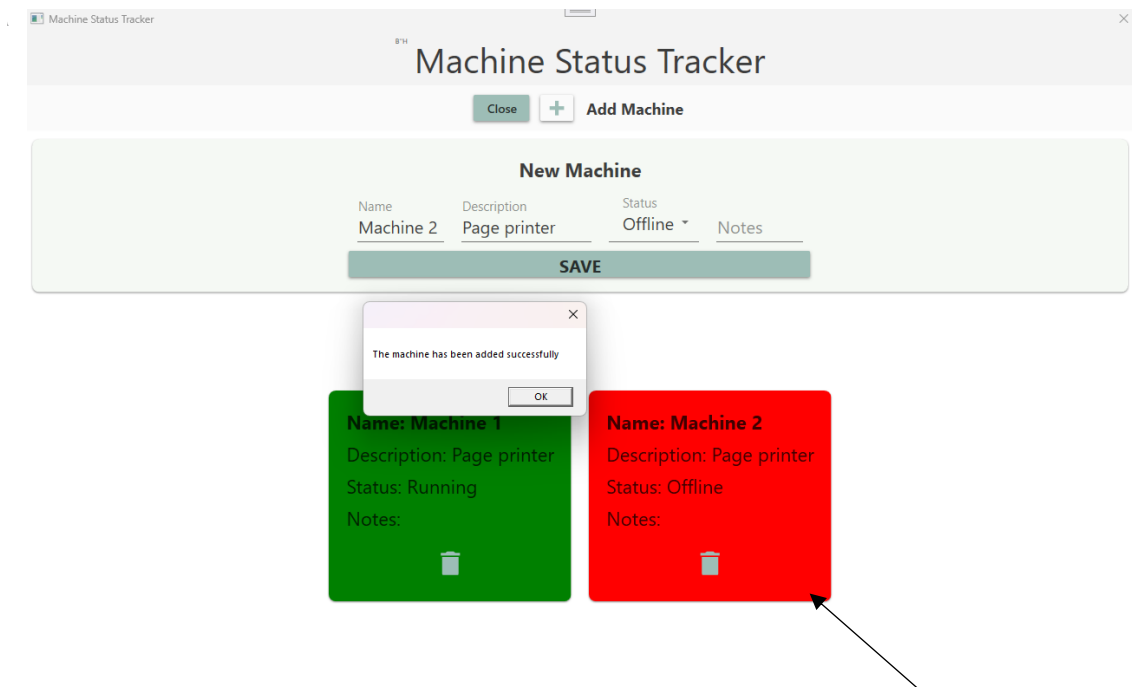 Machine Status Tracker
B"H
Machine Status Tracker
Close + Add Machine
New Machine
Name Description Status
Machine 2 Page printer Offline Notes
SAVE
The machine has been added successfully
OK
Name: Machine 1
Description: Page printer
Status: Running
Notes:
Name: Machine 2
Description: Page printer
Status: Offline
Notes: